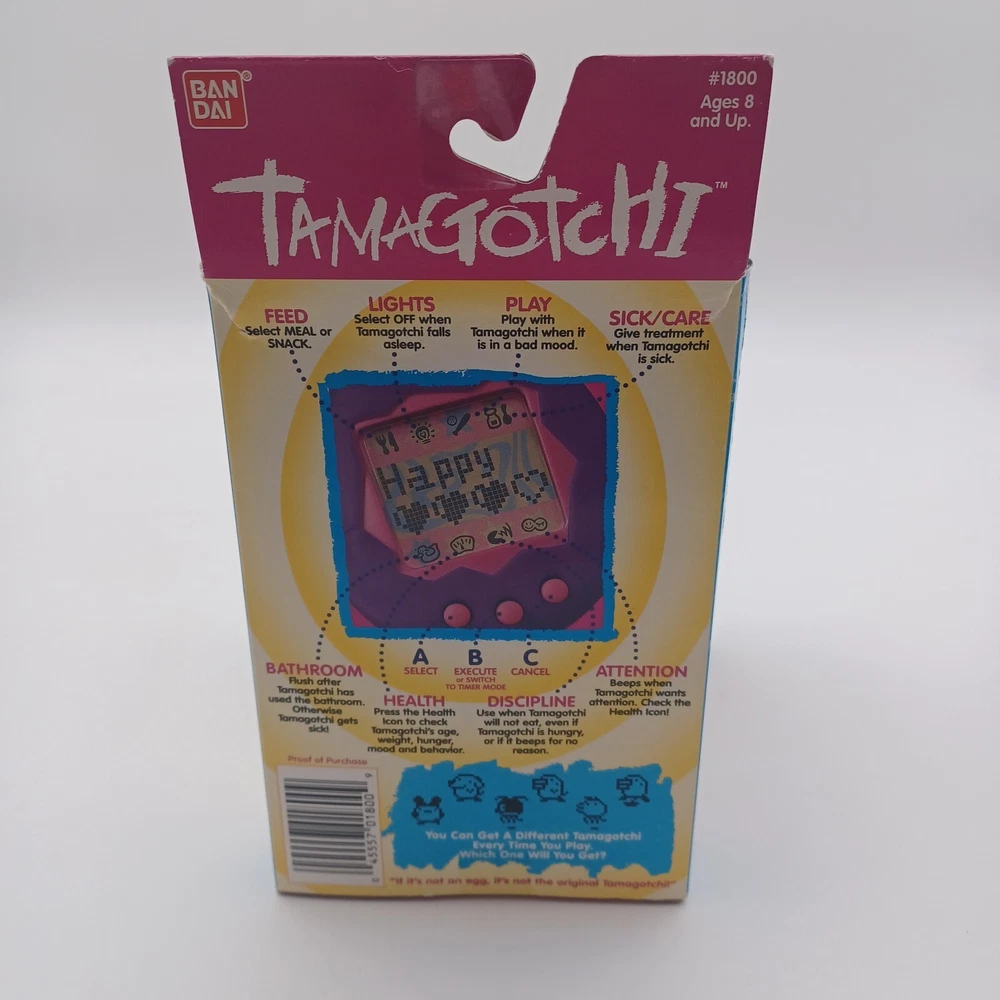 BAN
DAI
®
#1800
Ages 8
and Up.
TAMAGOTCHI™
FEED
Select MEAL or
SNACK.
LIGHTS
Select OFF when
Tamagotchi falls
asleep.
PLAY
Play with
Tamagotchi when it
is in a bad mood.
SICK/CARE
Give treatment
when Tamagotchi
is sick.
Happy
A
SELECT
B
EXECUTE
or SWITCH
TO TIMER MODE
C
CANCEL
BATHROOM
Flush after
Tamagotchi has
used the bathroom.
Otherwise
Tamagotchi gets
sick!
HEALTH
Press the Health
Icon to check
Tamagotchi's age,
weight, hunger,
mood and behavior.
DISCIPLINE
Use when Tamagotchi
will not eat, even if
Tamagotchi is hungry,
or if it beeps for no
reason.
ATTENTION
Beeps when
Tamagotchi wants
attention. Check the
Health Icon!
Proof of Purchase
0 45557 01800 9
You Can Get A Different Tamagotchi
Every Time You Play.
Which One Will You Get?
"If it's not an egg, it's not the original Tamagotchi!"